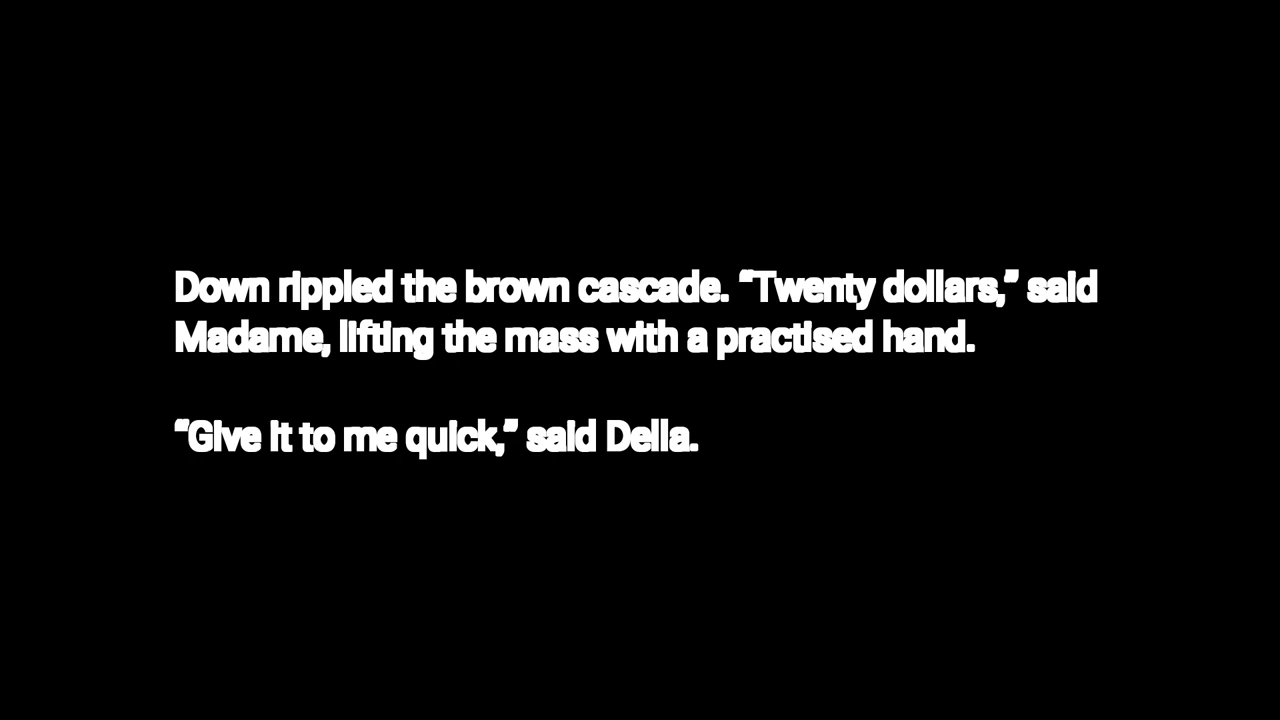 Down rippled the brown cascade. “Twenty dollars,” said
Madame, lifting the mass with a practised hand.
“Give it to me quick,” said Della.